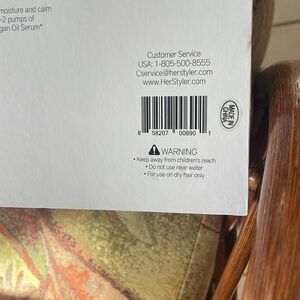 moisture and calm
-2 pumps of
gan Oil Serum*
Customer Service
USA: 1-805-500-8555
Cservice@herstyler.com
www.HerStyler.com
8 58207 00690 1
MADE IN CHINA
WARNING
• Keep away from children's reach
• Do not use near water
• For use on dry hair only